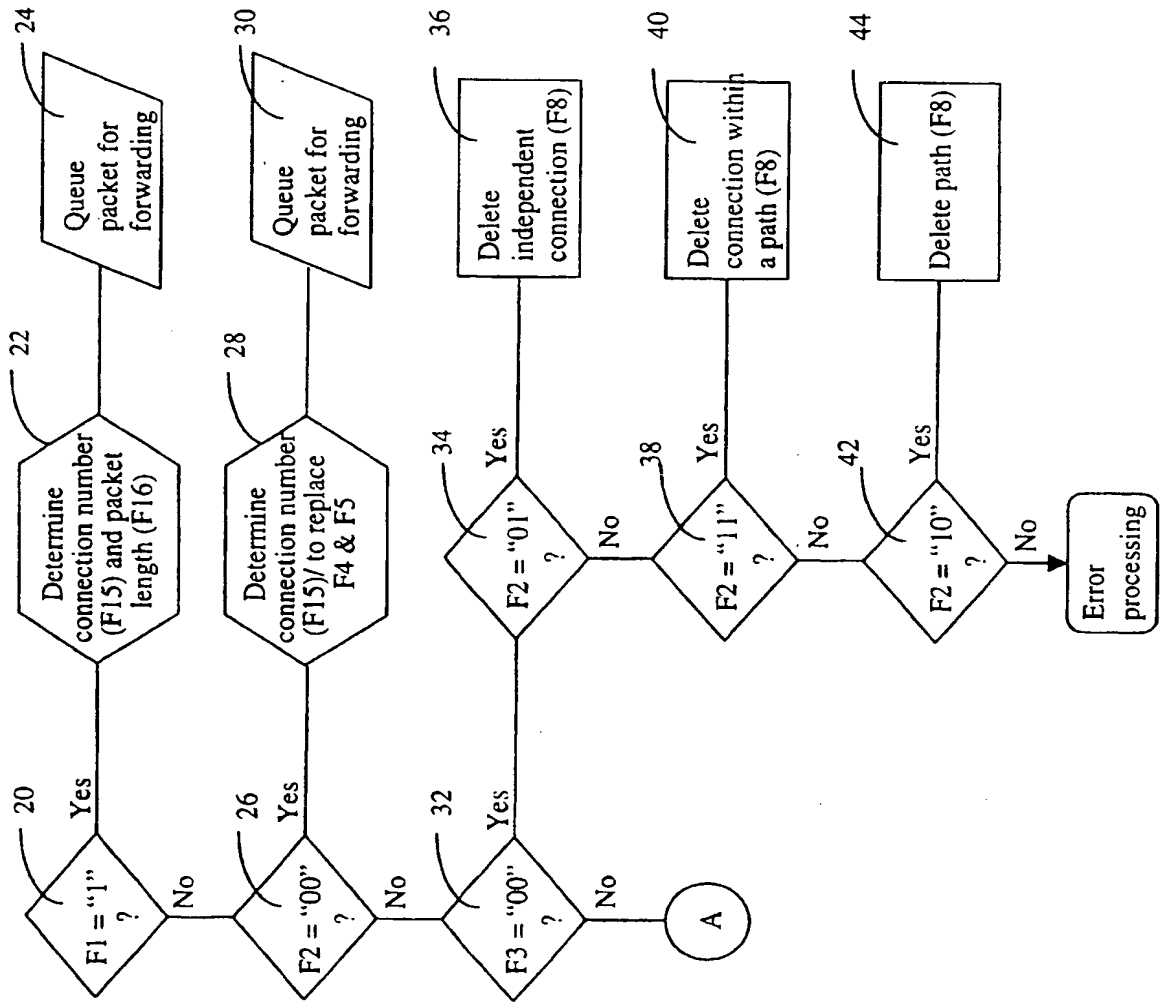 20
F1 = "1"
?
Yes
No
22
Determine
connection number
(F15) and packet
length (F16)
24
Queue
packet for
forwarding
26
F2 = "00"
?
Yes
No
28
Determine
connection number
(F15)/ to replace
F4 & F5
30
Queue
packet for
forwarding
32
F3 = "00"
?
Yes
No
A
34
F2 = "01"
?
Yes
No
36
Delete
independent
connection (F8)
38
F2 = "11"
?
Yes
No
40
Delete
connection within
a path (F8)
42
F2 = "10"
?
Yes
No
44
Delete path (F8)
Error
processing